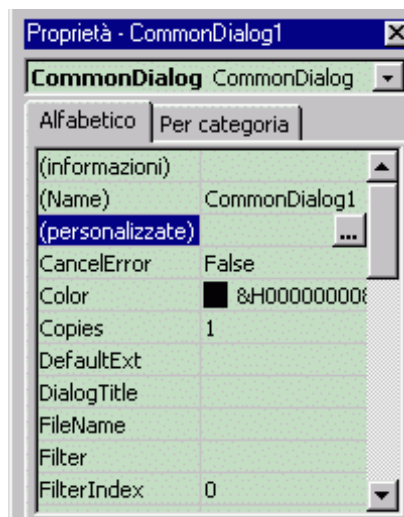 Proprietà - CommonDialog1
CommonDialog CommonDialog
Alfabetico Per categoria
(informazioni)
(Name) CommonDialog1
(personalizzate) ...
CancelError False
Color &H000000008
Copies 1
DefaultExt
DialogTitle
FileName
Filter
FilterIndex 0